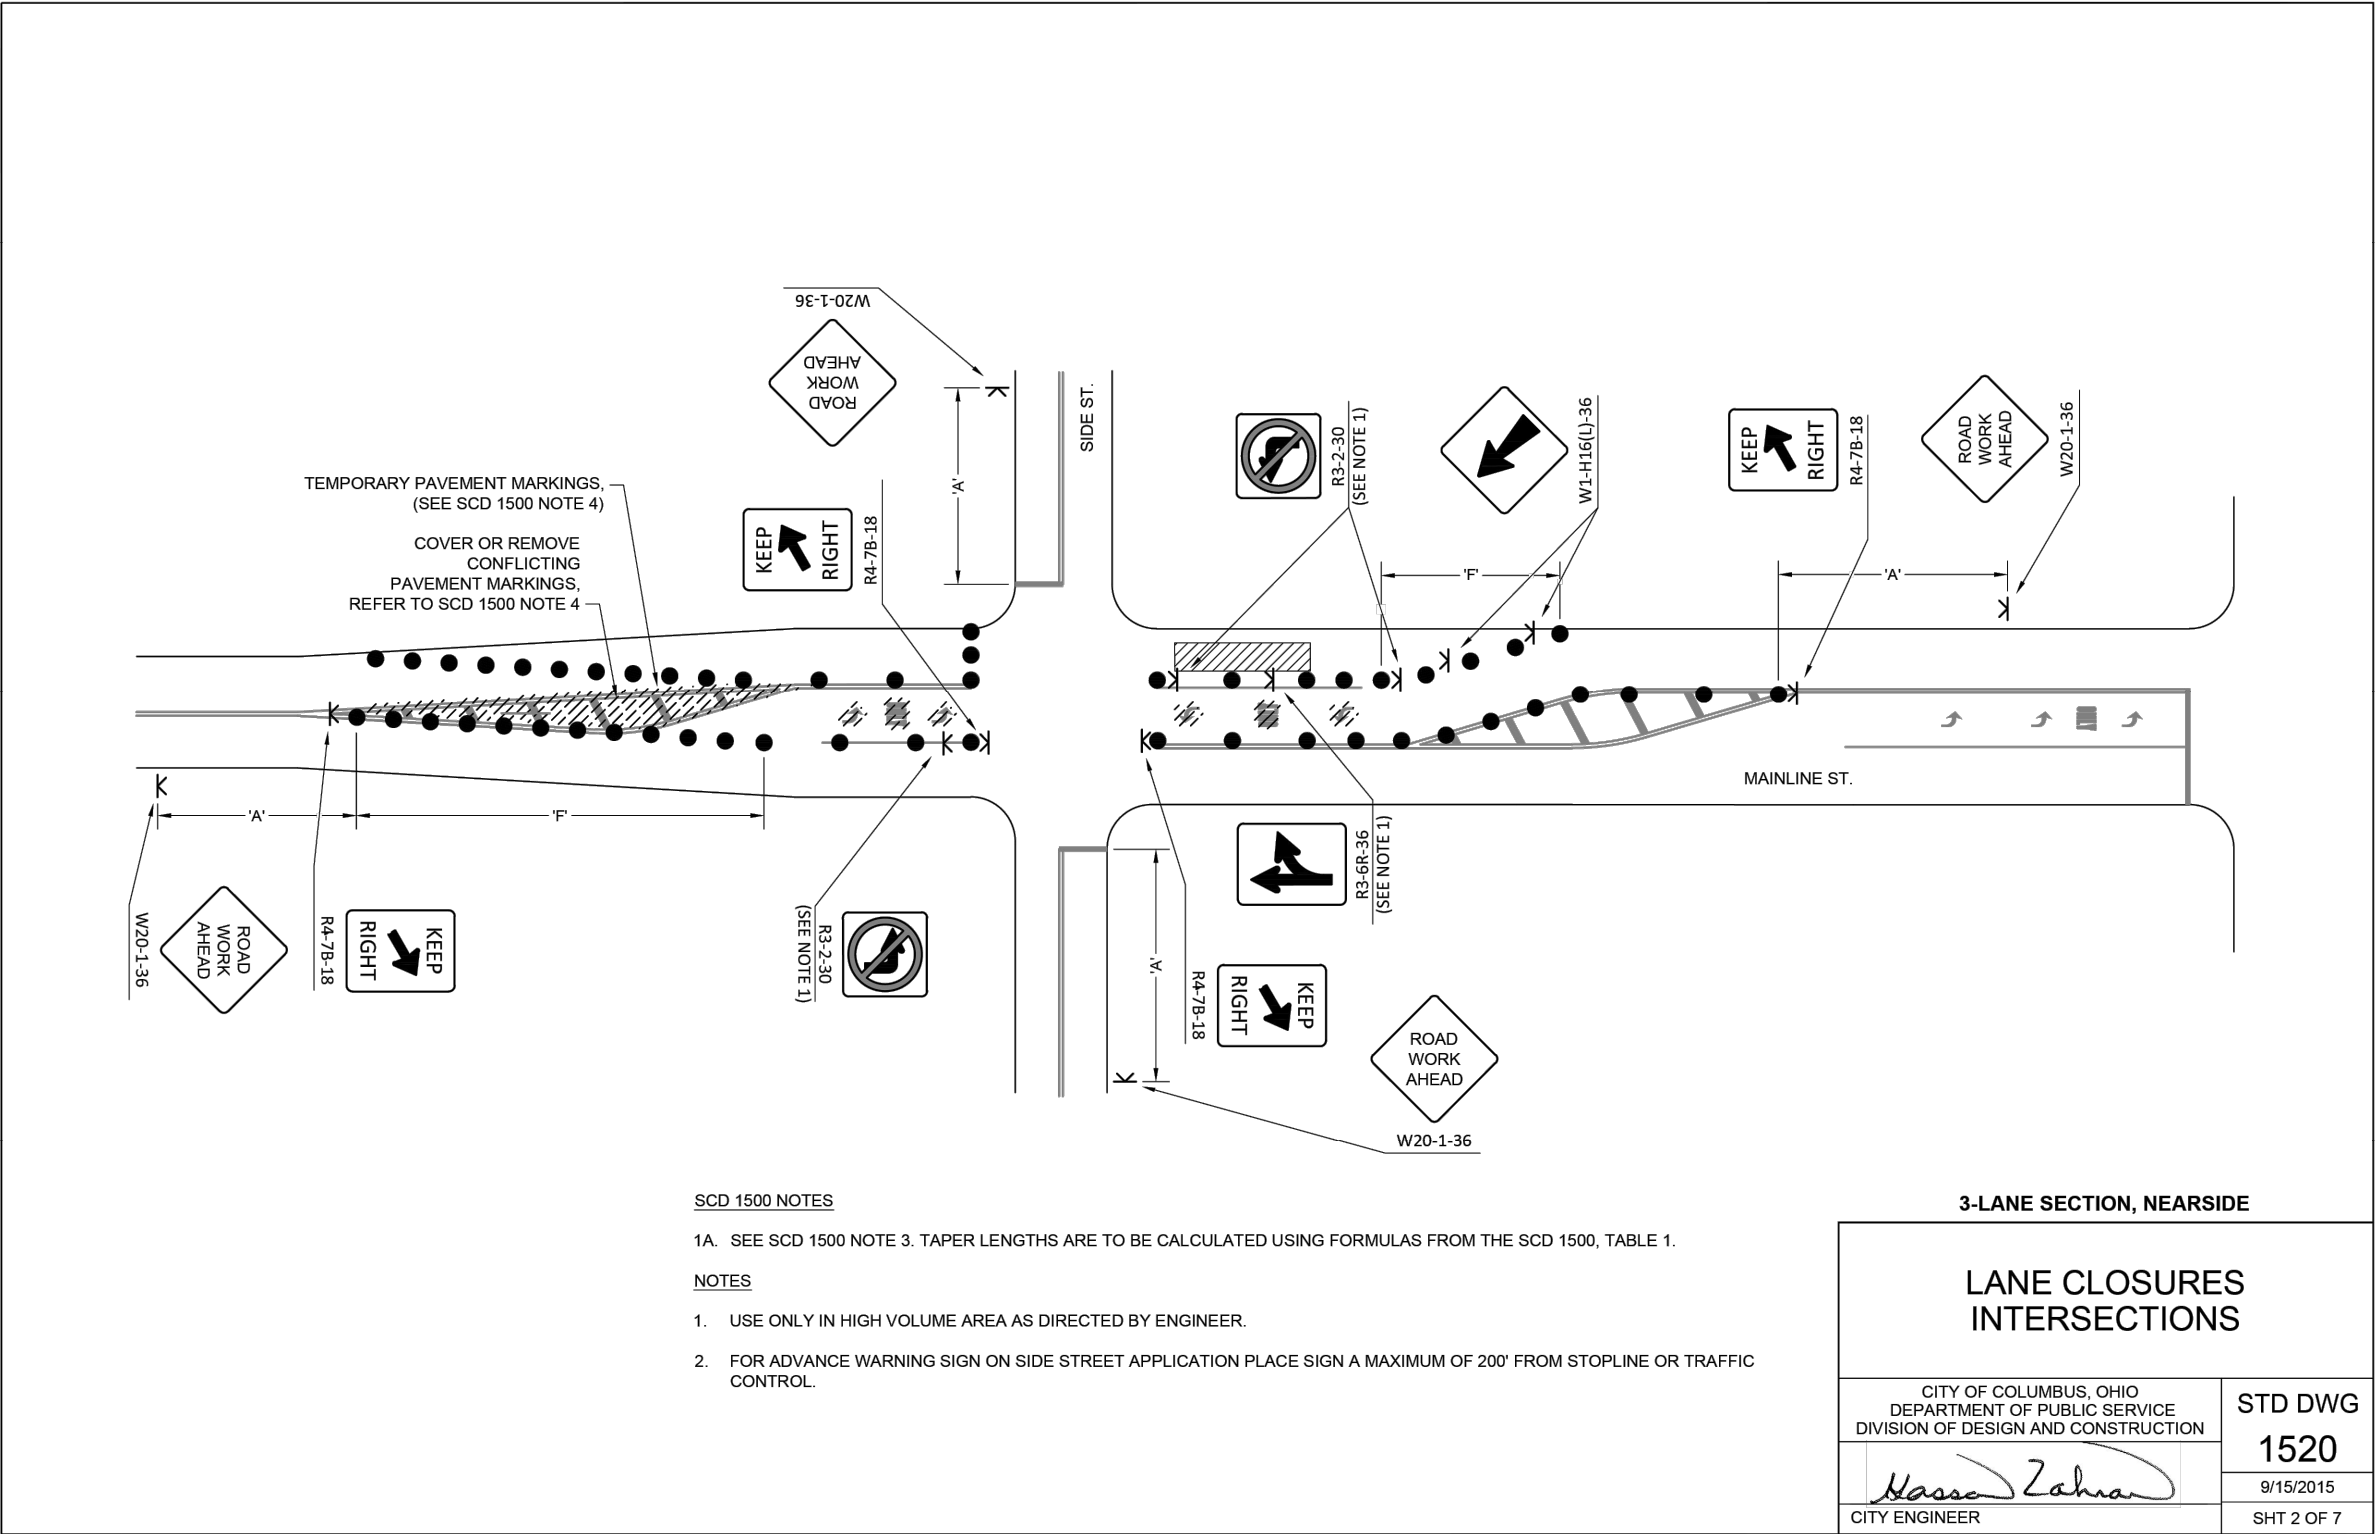 W20-1-36
ROAD
WORK
AHEAD
SIDE ST.
'A'
TEMPORARY PAVEMENT MARKINGS,
(SEE SCD 1500 NOTE 4)
COVER OR REMOVE
CONFLICTING
PAVEMENT MARKINGS,
REFER TO SCD 1500 NOTE 4
KEEP
RIGHT
R4-7B-18
R3-2-30
(SEE NOTE 1)
W1-H16(L)-36
KEEP
RIGHT
R4-7B-18
ROAD
WORK
AHEAD
W20-1-36
'F'
'A'
MAINLINE ST.
'A'
'F'
W20-1-36
ROAD
WORK
AHEAD
R4-7B-18
KEEP
RIGHT
R3-2-30
(SEE NOTE 1)
R3-6R-36
(SEE NOTE 1)
'A'
R4-7B-18
KEEP
RIGHT
ROAD
WORK
AHEAD
W20-1-36
SCD 1500 NOTES
1A. SEE SCD 1500 NOTE 3. TAPER LENGTHS ARE TO BE CALCULATED USING FORMULAS FROM THE SCD 1500, TABLE 1.
NOTES
1. USE ONLY IN HIGH VOLUME AREA AS DIRECTED BY ENGINEER.
2. FOR ADVANCE WARNING SIGN ON SIDE STREET APPLICATION PLACE SIGN A MAXIMUM OF 200' FROM STOPLINE OR TRAFFIC
CONTROL.
3-LANE SECTION, NEARSIDE
LANE CLOSURES
INTERSECTIONS
CITY OF COLUMBUS, OHIO
DEPARTMENT OF PUBLIC SERVICE
DIVISION OF DESIGN AND CONSTRUCTION
CITY ENGINEER
STD DWG
1520
9/15/2015
SHT 2 OF 7